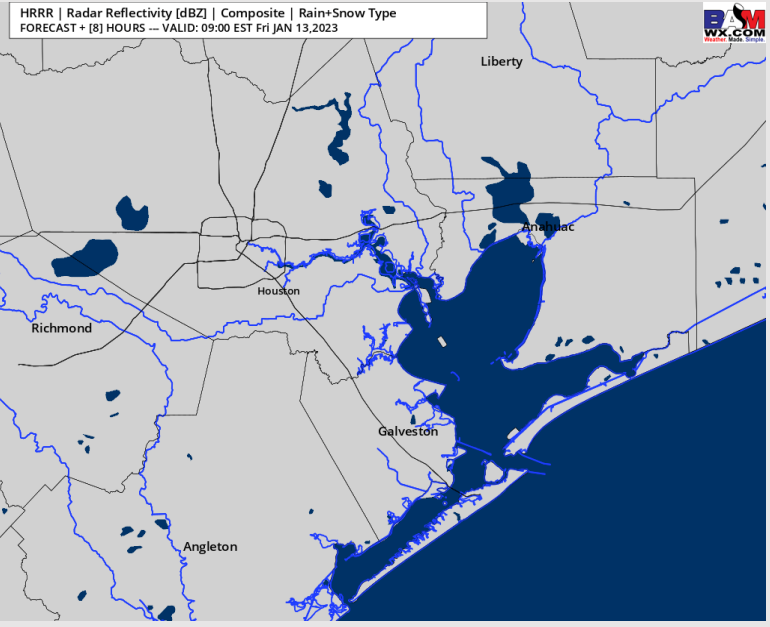 HRRR | Radar Reflectivity [dBZ] | Composite | Rain+Snow Type
FORECAST + [8] HOURS --- VALID: 09:00 EST Fri JAN 13,2023
BAM
WX.COM
Weather. Made. Simple.
Liberty
Anahuac
Houston
Richmond
Galveston
Angleton